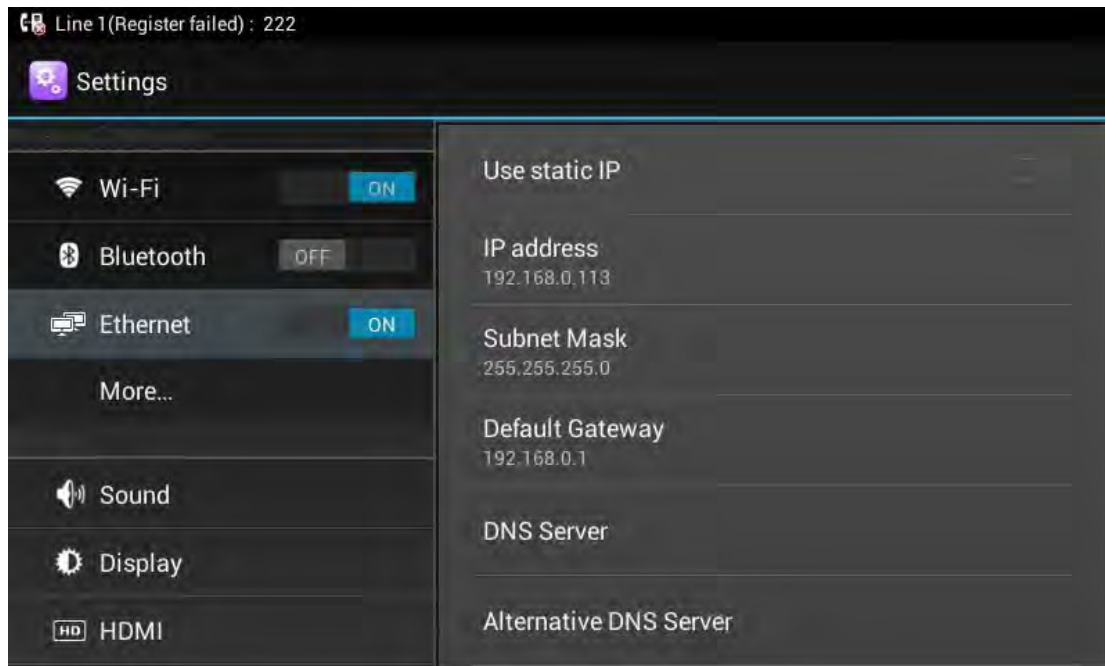 Line 1(Register failed) : 222
Settings
Wi-Fi ON
Bluetooth OFF
Ethernet ON
More...
Sound
Display
HD HDMI
Use static IP
IP address
192.168.0.113
Subnet Mask
255.255.255.0
Default Gateway
192.168.0.1
DNS Server
Alternative DNS Server